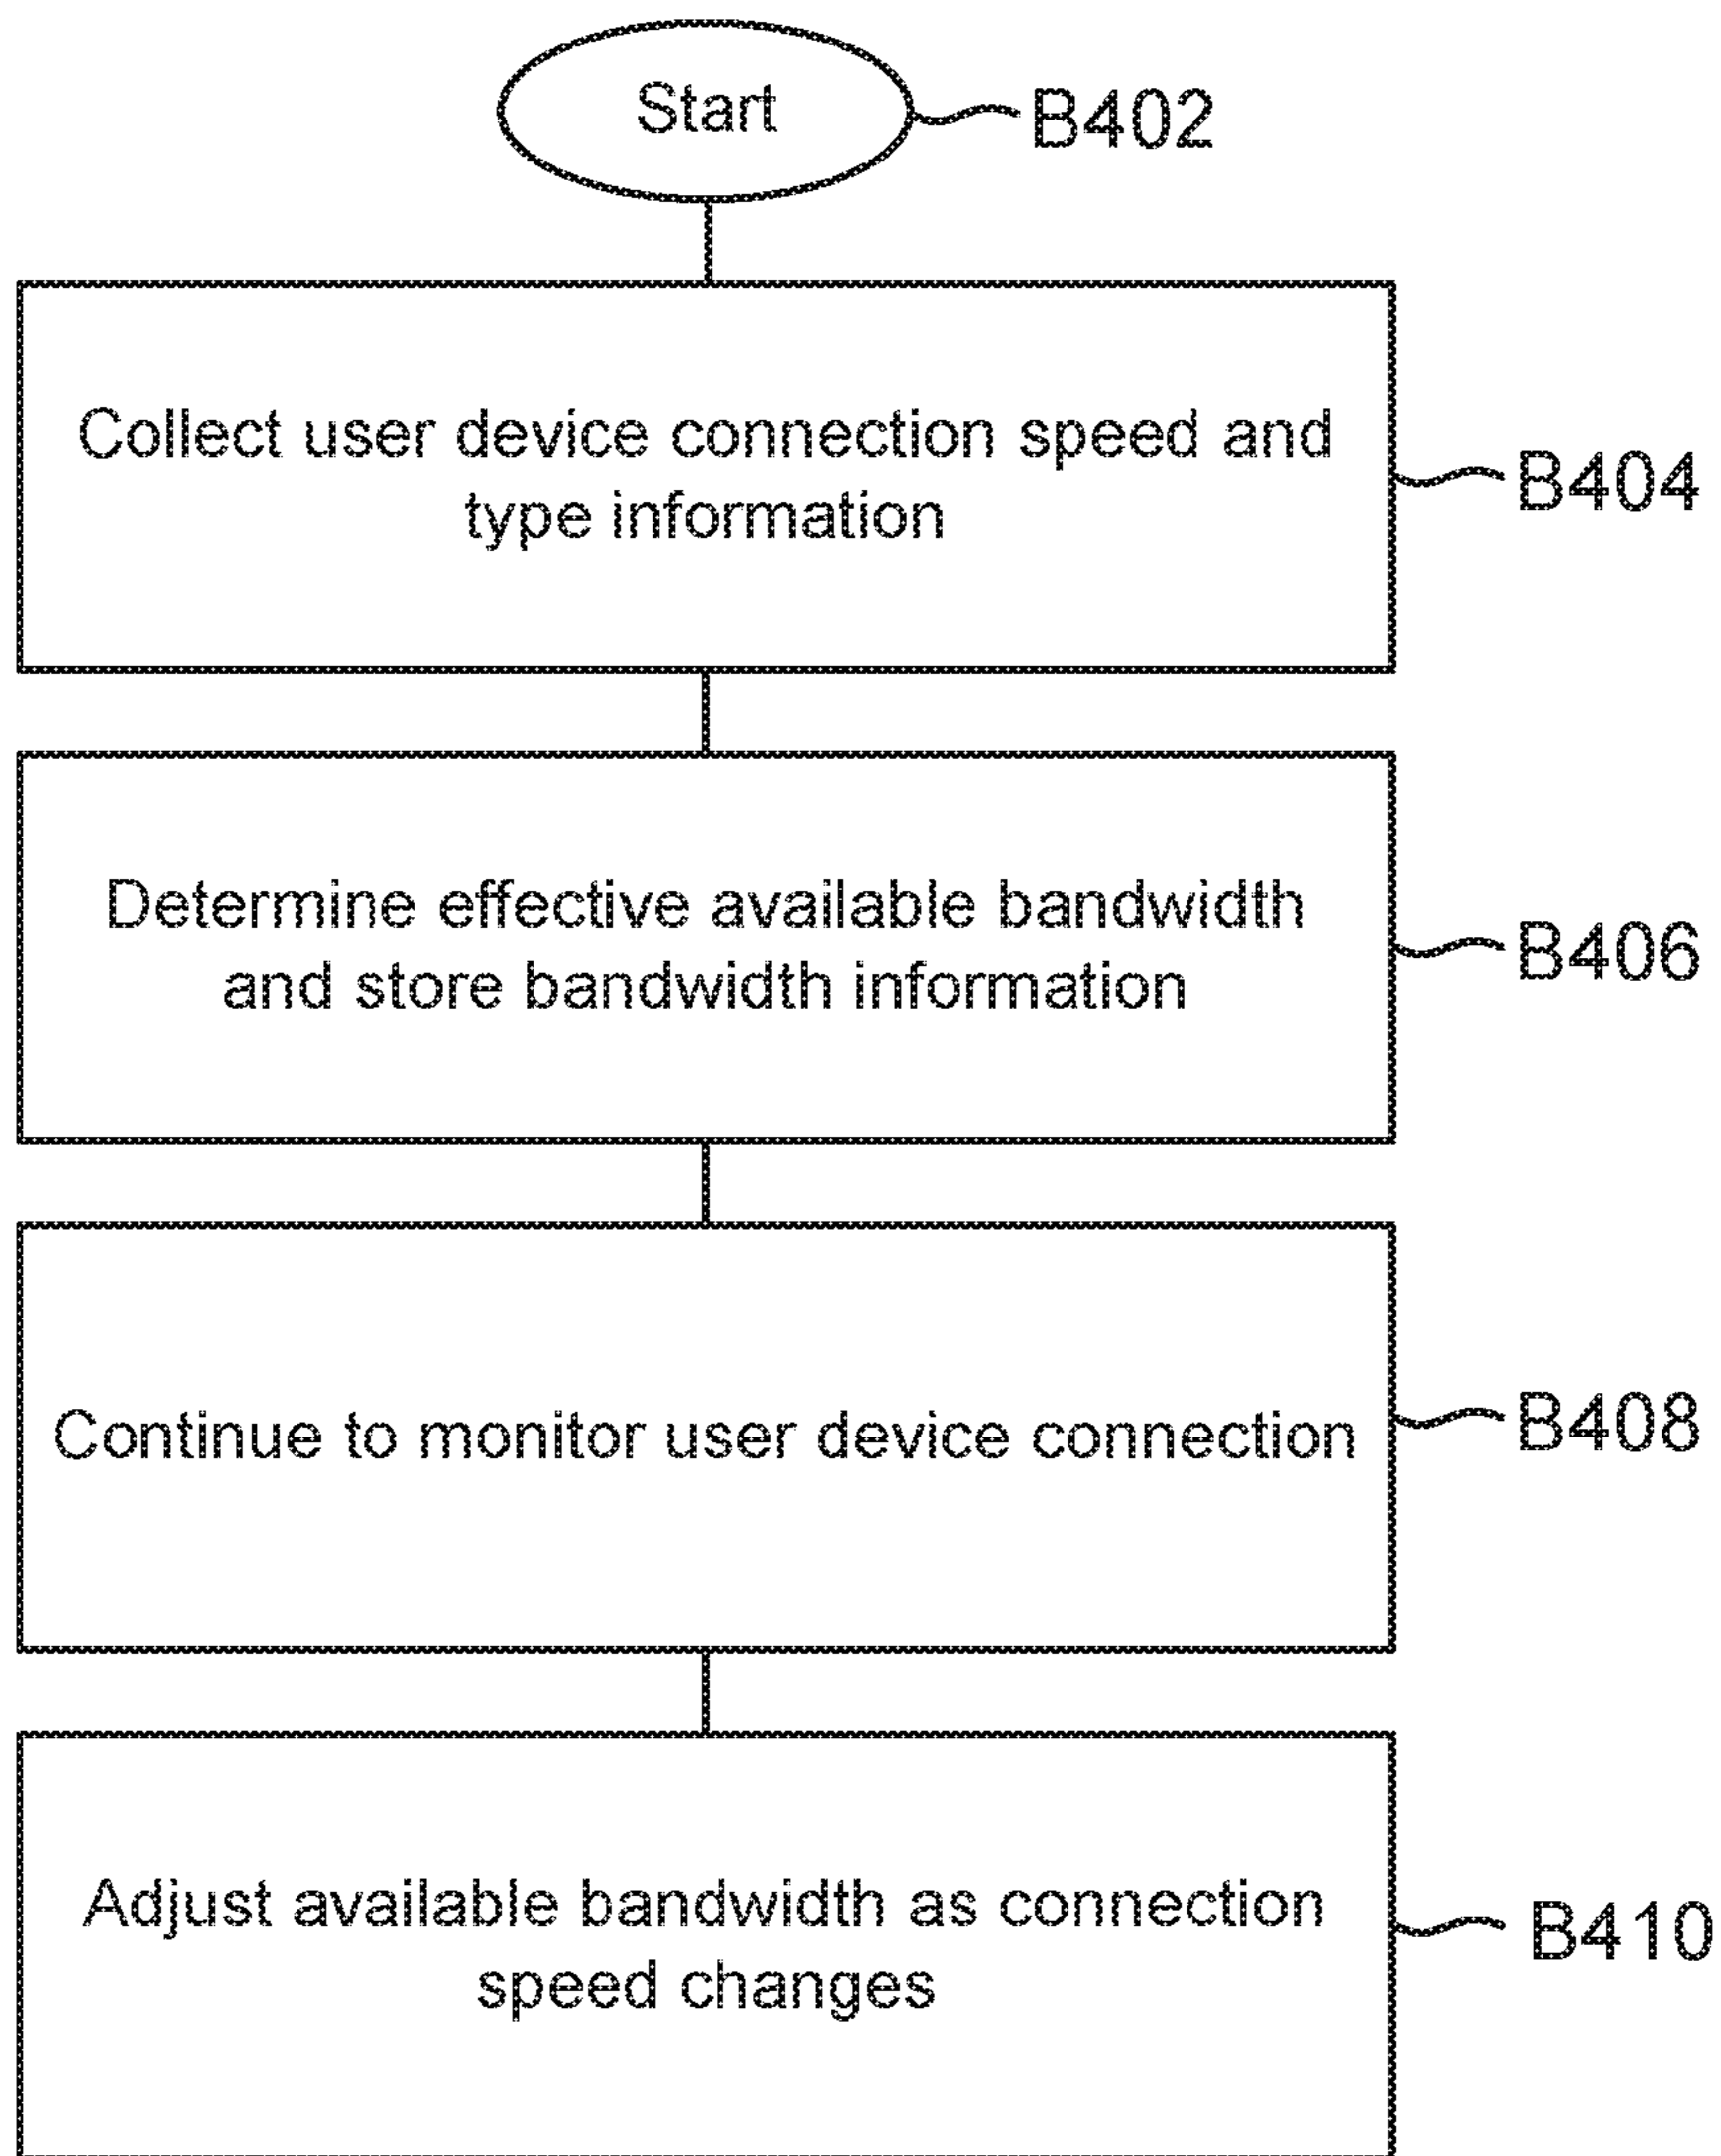 Start
B402
Collect user device connection speed and
type information
B404
Determine effective available bandwidth
and store bandwidth information
B406
Continue to monitor user device connection
B408
Adjust available bandwidth as connection
speed changes
B410